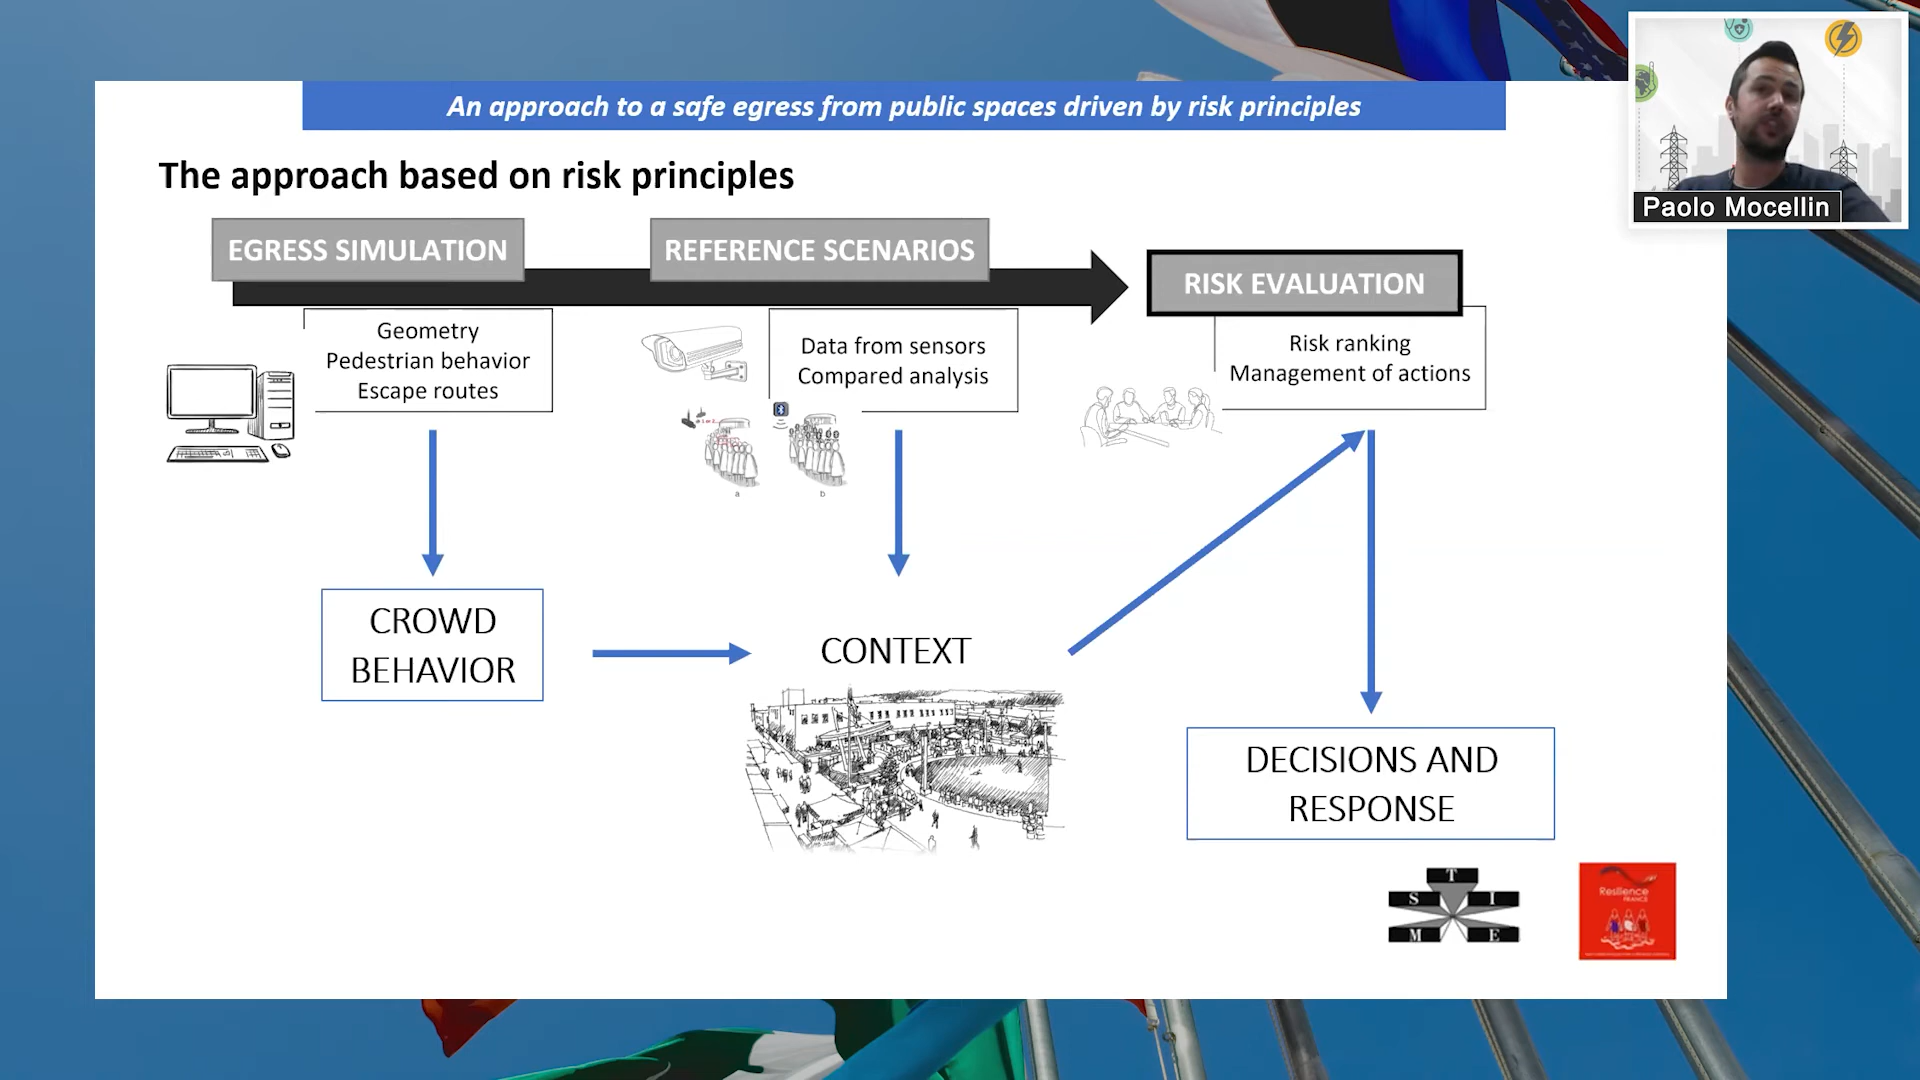 An approach to a safe egress from public spaces driven by risk principles
Paolo Mocellin
The approach based on risk principles
EGRESS SIMULATION
REFERENCE SCENARIOS
RISK EVALUATION
Geometry
Pedestrian behavior
Escape routes
Data from sensors
Compared analysis
Risk ranking
Management of actions
a
b
CROWD
BEHAVIOR
CONTEXT
DECISIONS AND
RESPONSE
T
S I
M E
Resilience
FRANCE